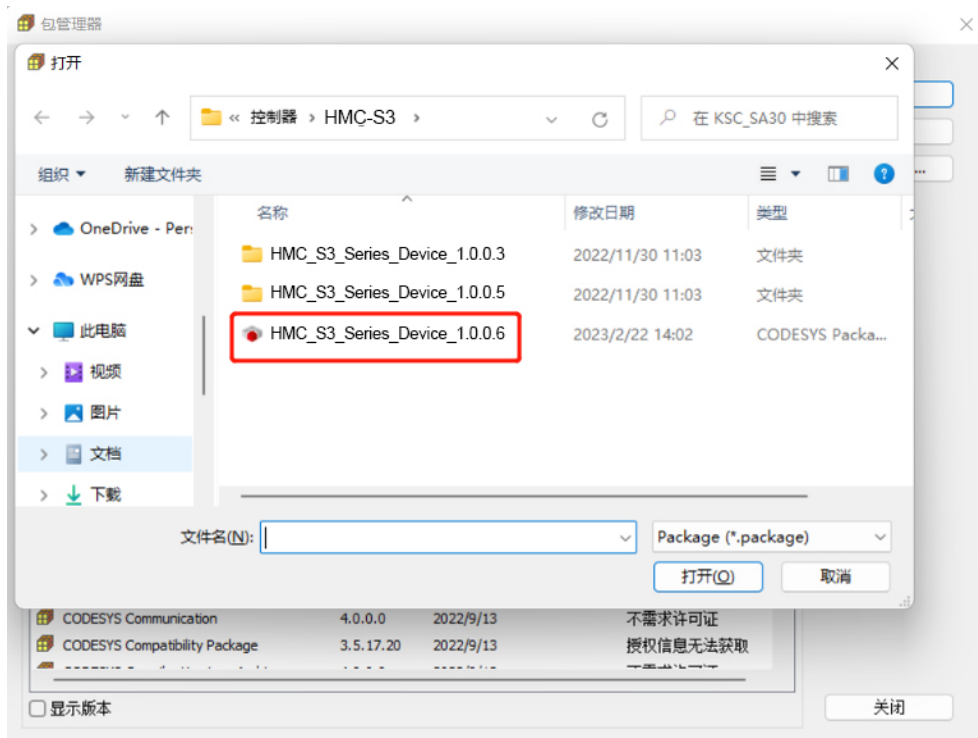 包管理器
打开
« 控制器 › HMC-S3 ›
在 KSC_SA30 中搜索
组织 新建文件夹
...
名称 修改日期 类型
OneDrive - Pers
WPS网盘
此电脑
视频
图片
文档
下载
HMC_S3_Series_Device_1.0.0.3 2022/11/30 11:03 文件夹
HMC_S3_Series_Device_1.0.0.5 2022/11/30 11:03 文件夹
HMC_S3_Series_Device_1.0.0.6 2023/2/22 14:02 CODESYS Packa...
文件名(N): Package (*.package)
打开(O) 取消
CODESYS Communication 4.0.0.0 2022/9/13 不需求许可证
CODESYS Compatibility Package 3.5.17.20 2022/9/13 授权信息无法获取
显示版本
关闭